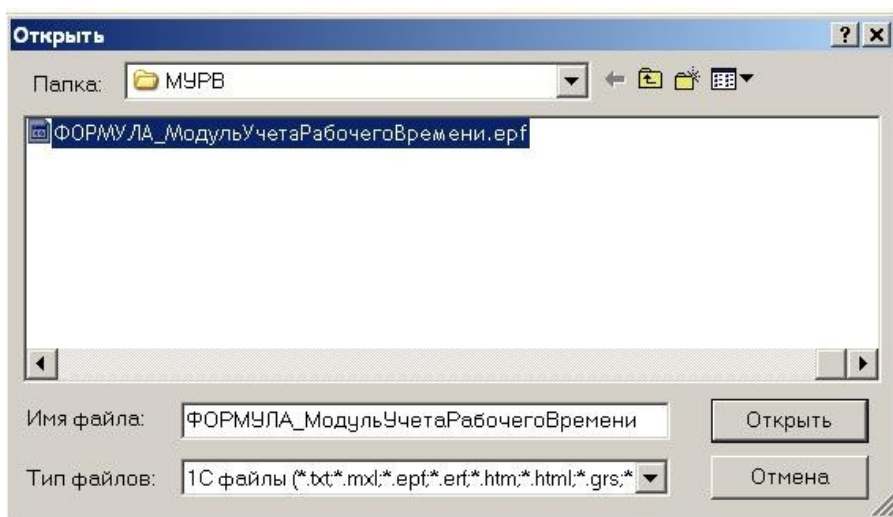 Открыть
Папка: МУРВ
ФОРМУЛА_МодульУчетаРабочегоВремени.epf
Имя файла: ФОРМУЛА_МодульУчетаРабочегоВремени Открыть
Тип файлов: 1С файлы (*.txt;*.mxl;*.epf;*.erf;*.htm;*.html;*.grs;* Отмена